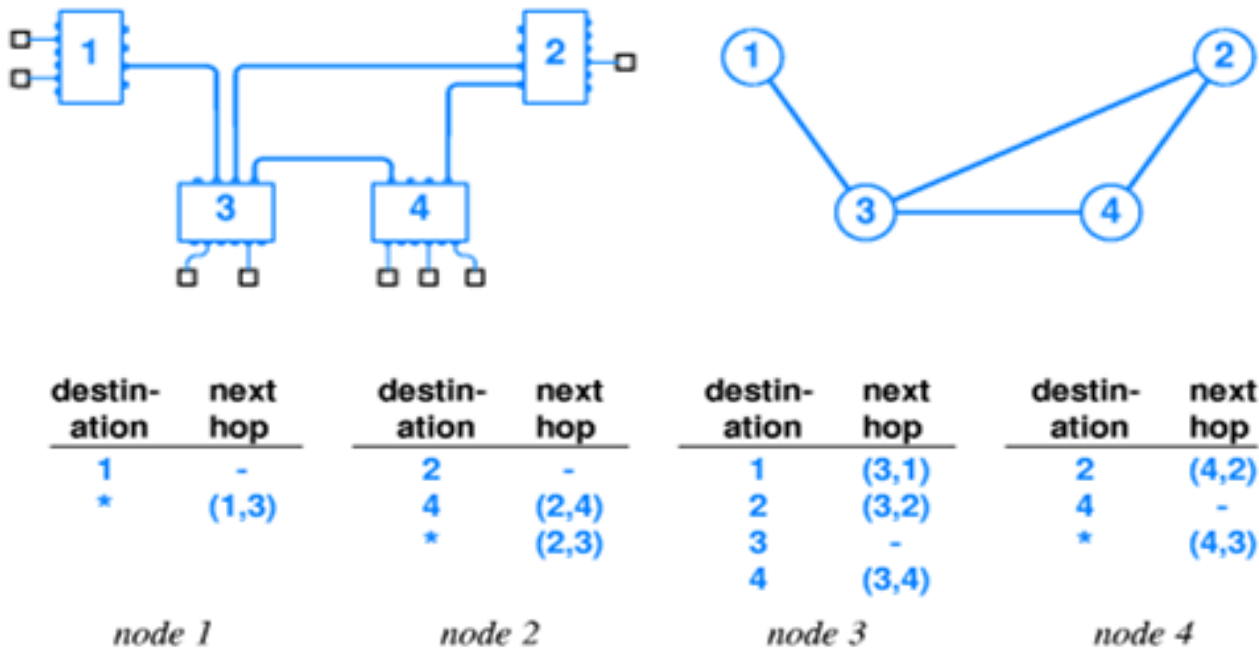 1
2
3
4
1
2
3
4
destin- next destin- next destin- next destin- next
ation hop ation hop ation hop ation hop
1 - 2 - 1 (3,1) 2 (4,2)
* (1,3) 4 (2,4) 2 (3,2) 4 -
* (2,3) 3 - * (4,3)
4 (3,4)
node 1 node 2 node 3 node 4